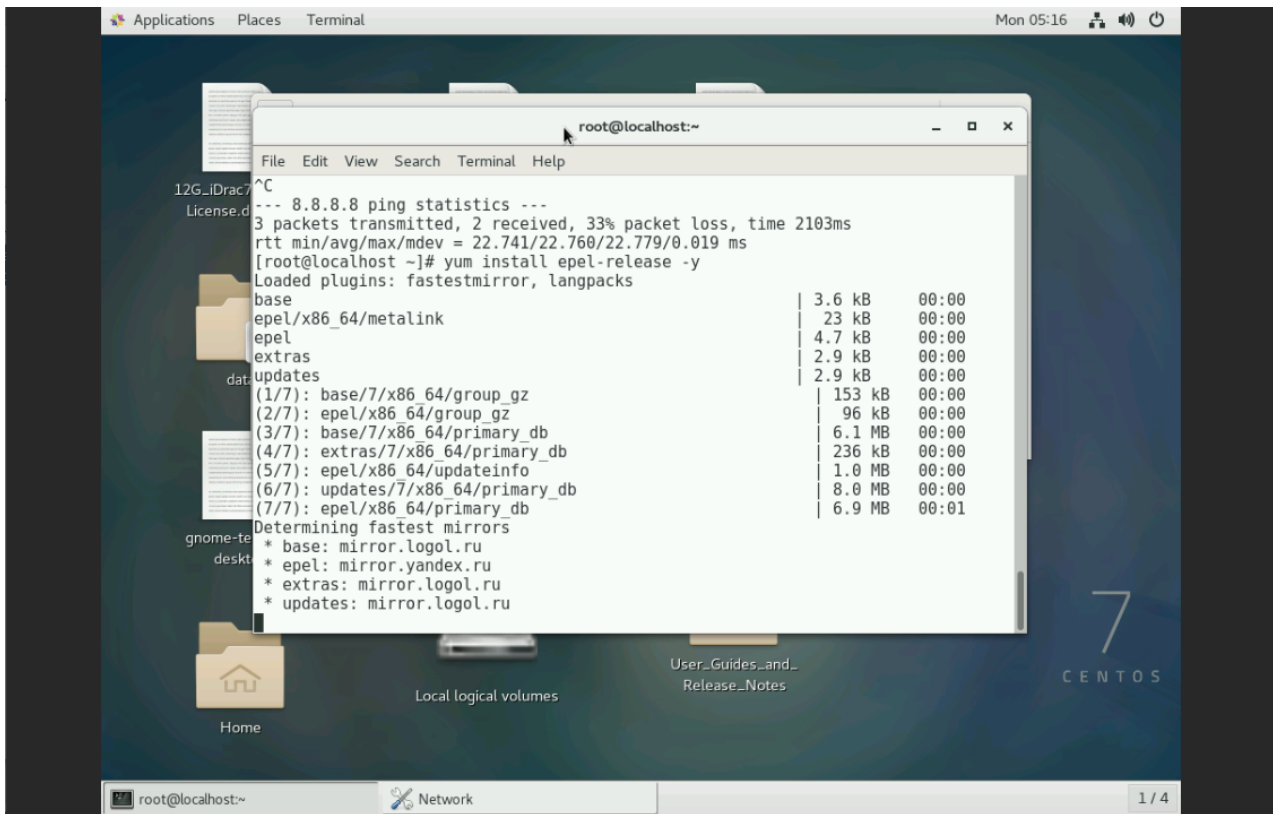 Applications Places Terminal Mon 05:16
root@localhost:~
File Edit View Search Terminal Help
^C
--- 8.8.8.8 ping statistics ---
3 packets transmitted, 2 received, 33% packet loss, time 2103ms
rtt min/avg/max/mdev = 22.741/22.760/22.779/0.019 ms
[root@localhost ~]# yum install epel-release -y
Loaded plugins: fastestmirror, langpacks
base | 3.6 kB 00:00
epel/x86_64/metalink | 23 kB 00:00
epel | 4.7 kB 00:00
extras | 2.9 kB 00:00
updates | 2.9 kB 00:00
(1/7): base/7/x86_64/group_gz | 153 kB 00:00
(2/7): epel/x86_64/group_gz | 96 kB 00:00
(3/7): base/7/x86_64/primary_db | 6.1 MB 00:00
(4/7): extras/7/x86_64/primary_db | 236 kB 00:00
(5/7): epel/x86_64/updateinfo | 1.0 MB 00:00
(6/7): updates/7/x86_64/primary_db | 8.0 MB 00:00
(7/7): epel/x86_64/primary_db | 6.9 MB 00:01
Determining fastest mirrors
* base: mirror.logol.ru
* epel: mirror.yandex.ru
* extras: mirror.logol.ru
* updates: mirror.logol.ru
12G_iDrac7
License.d
data
gnome-te
deskt
Home
Local logical volumes
User_Guides_and_
Release_Notes
7
CENTOS
root@localhost:~ Network 1 / 4